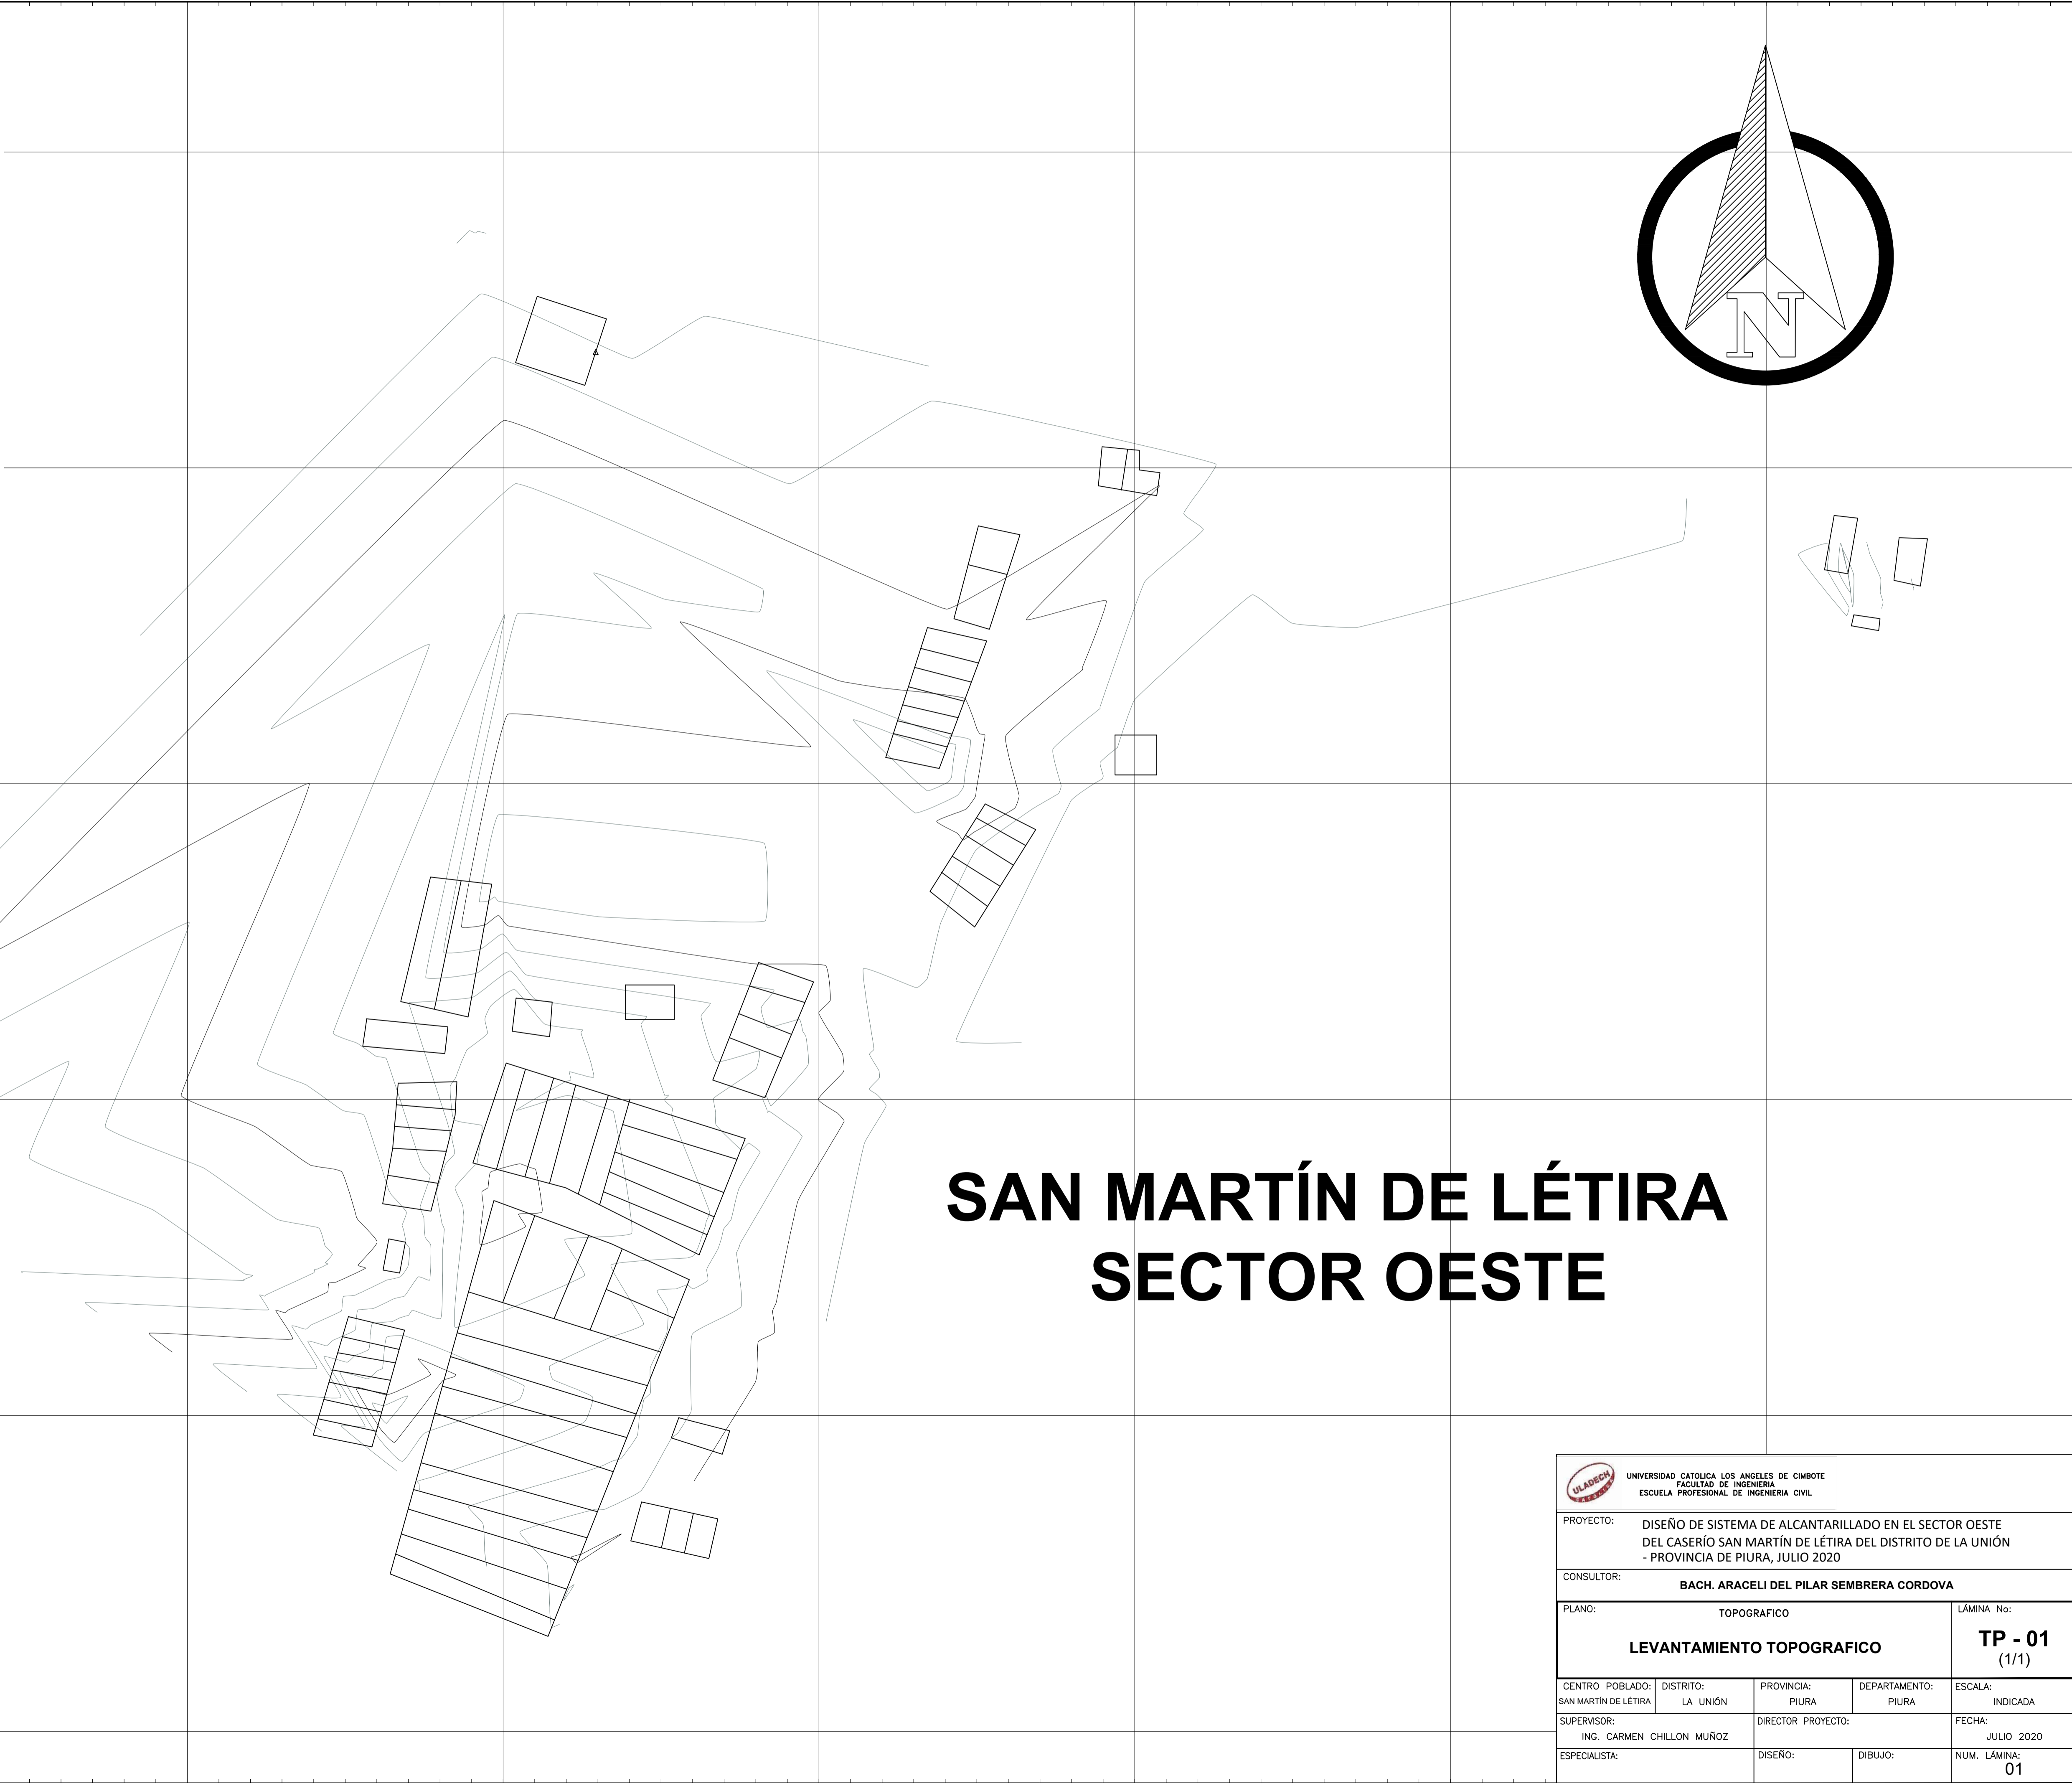 N
SAN MARTÍN DE LÉTIRA
SECTOR OESTE
ULADECH
CATOLICA
UNIVERSIDAD CATOLICA LOS ANGELES DE CIMBOTE
FACULTAD DE INGENIERIA
ESCUELA PROFESIONAL DE INGENIERIA CIVIL
PROYECTO:
DISEÑO DE SISTEMA DE ALCANTARILLADO EN EL SECTOR OESTE
DEL CASERÍO SAN MARTÍN DE LÉTIRA DEL DISTRITO DE LA UNIÓN
- PROVINCIA DE PIURA, JULIO 2020
CONSULTOR:
BACH. ARACELI DEL PILAR SEMBRERA CORDOVA
PLANO:
TOPOGRAFICO
LEVANTAMIENTO TOPOGRAFICO
LÁMINA No:
TP - 01
(1/1)
CENTRO POBLADO:
SAN MARTÍN DE LÉTIRA
DISTRITO:
LA UNIÓN
PROVINCIA:
PIURA
DEPARTAMENTO:
PIURA
ESCALA:
INDICADA
SUPERVISOR:
ING. CARMEN CHILLON MUÑOZ
DIRECTOR PROYECTO:
FECHA:
JULIO 2020
ESPECIALISTA:
DISEÑO:
DIBUJO:
NUM. LÁMINA:
01